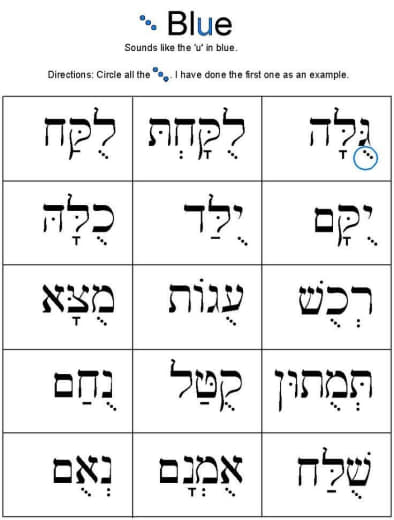 Blue
Sounds like the 'u' in blue.
Directions: Circle all the ֻ. I have done the first one as an example.
גֻּלָּה לֻקָּחְתּ לֻקַּח
יֻקָּם יֻלַּד כֻּלָּהּ
רְכֻשׁ עֻגוֹת מֻצָּא
תְּמֻתוּן קֻטַּל נֻחַם
שֻׁלַּח אֻמְנָם נְאֻם